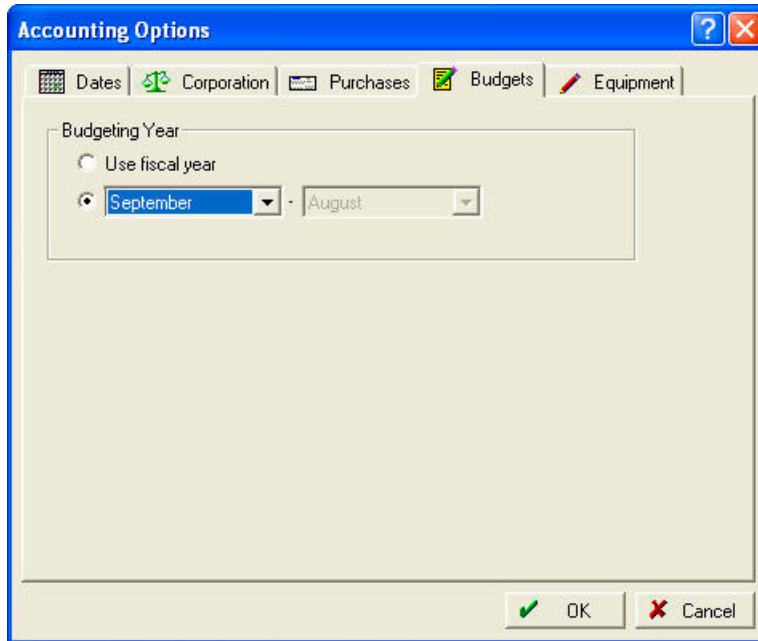 Accounting Options
Dates Corporation Purchases Budgets Equipment
Budgeting Year
Use fiscal year
September - August
OK Cancel